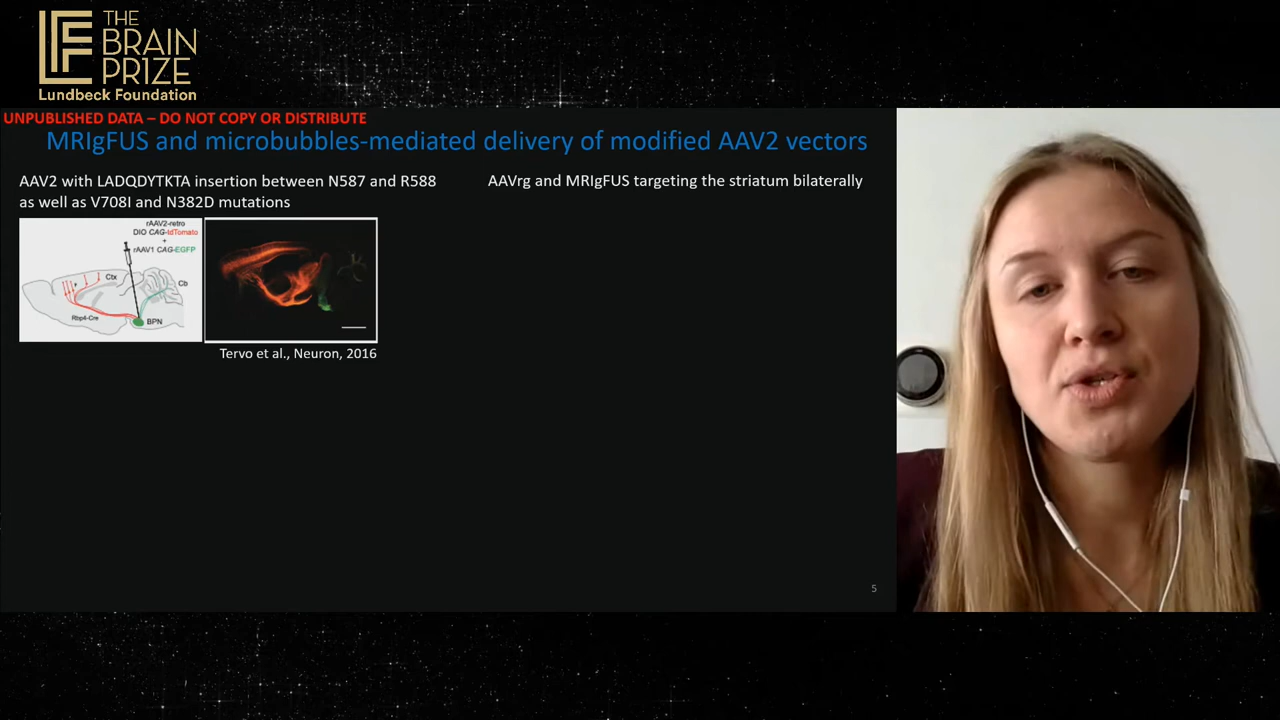 THE
BRAIN
PRIZE
Lundbeck Foundation
UNPUBLISHED DATA – DO NOT COPY OR DISTRIBUTE
MRIgFUS and microbubbles-mediated delivery of modified AAV2 vectors
AAV2 with LADQDYTKTA insertion between N587 and R588
as well as V708I and N382D mutations
AAVrg and MRIgFUS targeting the striatum bilaterally
rAAV2-retro
DIO CAG-tdTomato
+
rAAV1 CAG-EGFP
Ctx
Cb
Rbp4-Cre
BPN
Tervo et al., Neuron, 2016
5